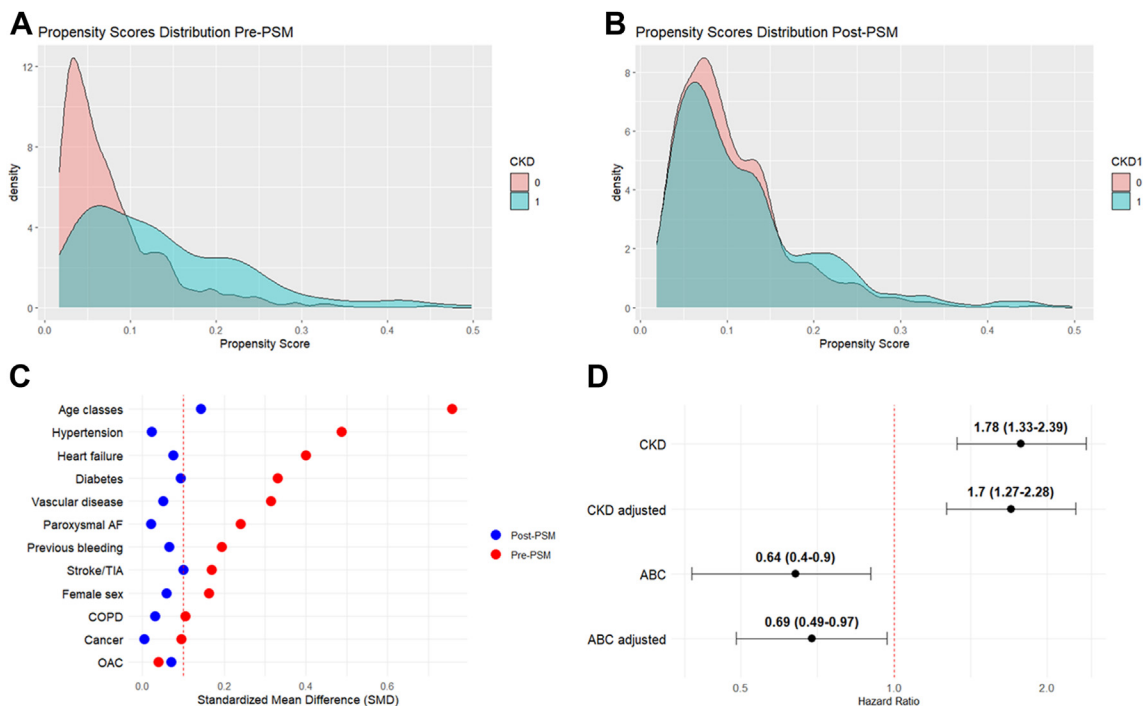 A
Propensity Scores Distribution Pre-PSM
12
8
4
0
density
0.0 0.1 0.2 0.3 0.4 0.5
Propensity Score
CKD
0
1
B
Propensity Scores Distribution Post-PSM
8
6
4
2
0
density
0.0 0.1 0.2 0.3 0.4 0.5
Propensity Score
CKD1
0
1
C
Age classes
Hypertension
Heart failure
Diabetes
Vascular disease
Paroxysmal AF
Previous bleeding
Stroke/TIA
Female sex
COPD
Cancer
OAC
0.0 0.2 0.4 0.6
Standardized Mean Difference (SMD)
Post-PSM
Pre-PSM
D
CKD
1.78 (1.33-2.39)
CKD adjusted
1.7 (1.27-2.28)
ABC
0.64 (0.4-0.9)
ABC adjusted
0.69 (0.49-0.97)
0.5 1.0 2.0
Hazard Ratio